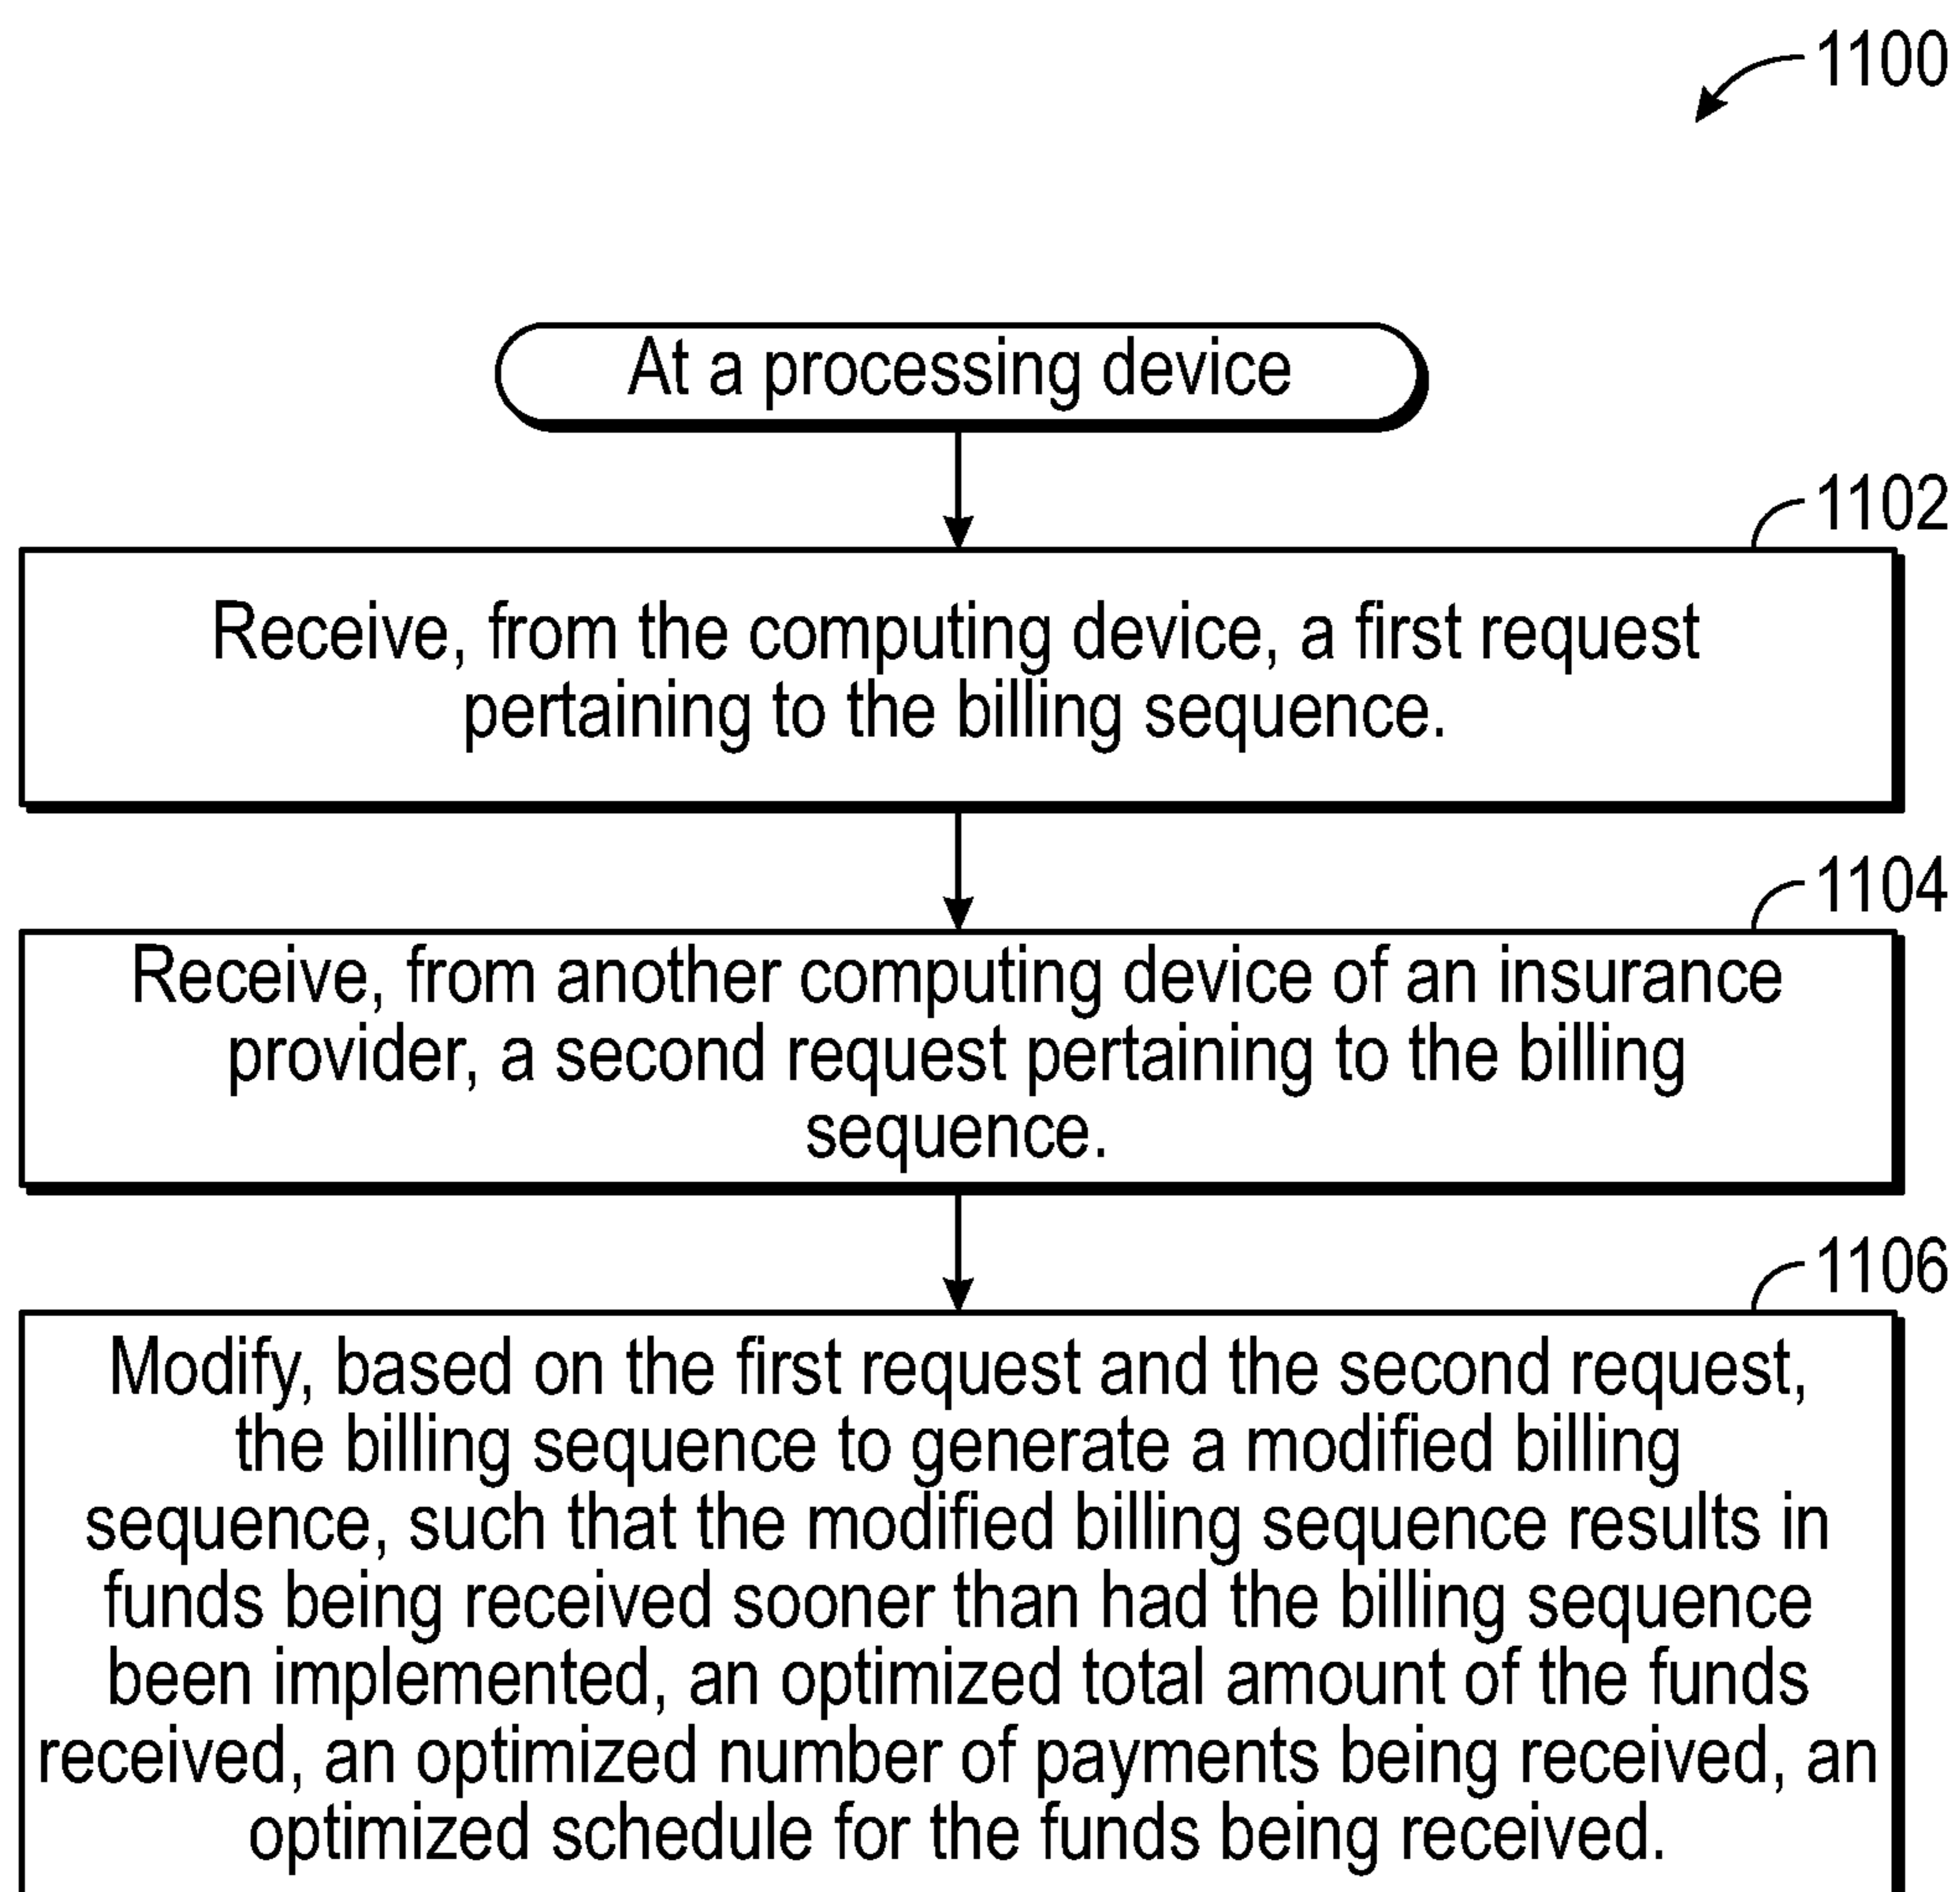 1100
At a processing device
1102
Receive, from the computing device, a first request
pertaining to the billing sequence.
1104
Receive, from another computing device of an insurance
provider, a second request pertaining to the billing
sequence.
1106
Modify, based on the first request and the second request,
the billing sequence to generate a modified billing
sequence, such that the modified billing sequence results in
funds being received sooner than had the billing sequence
been implemented, an optimized total amount of the funds
received, an optimized number of payments being received, an
optimized schedule for the funds being received.